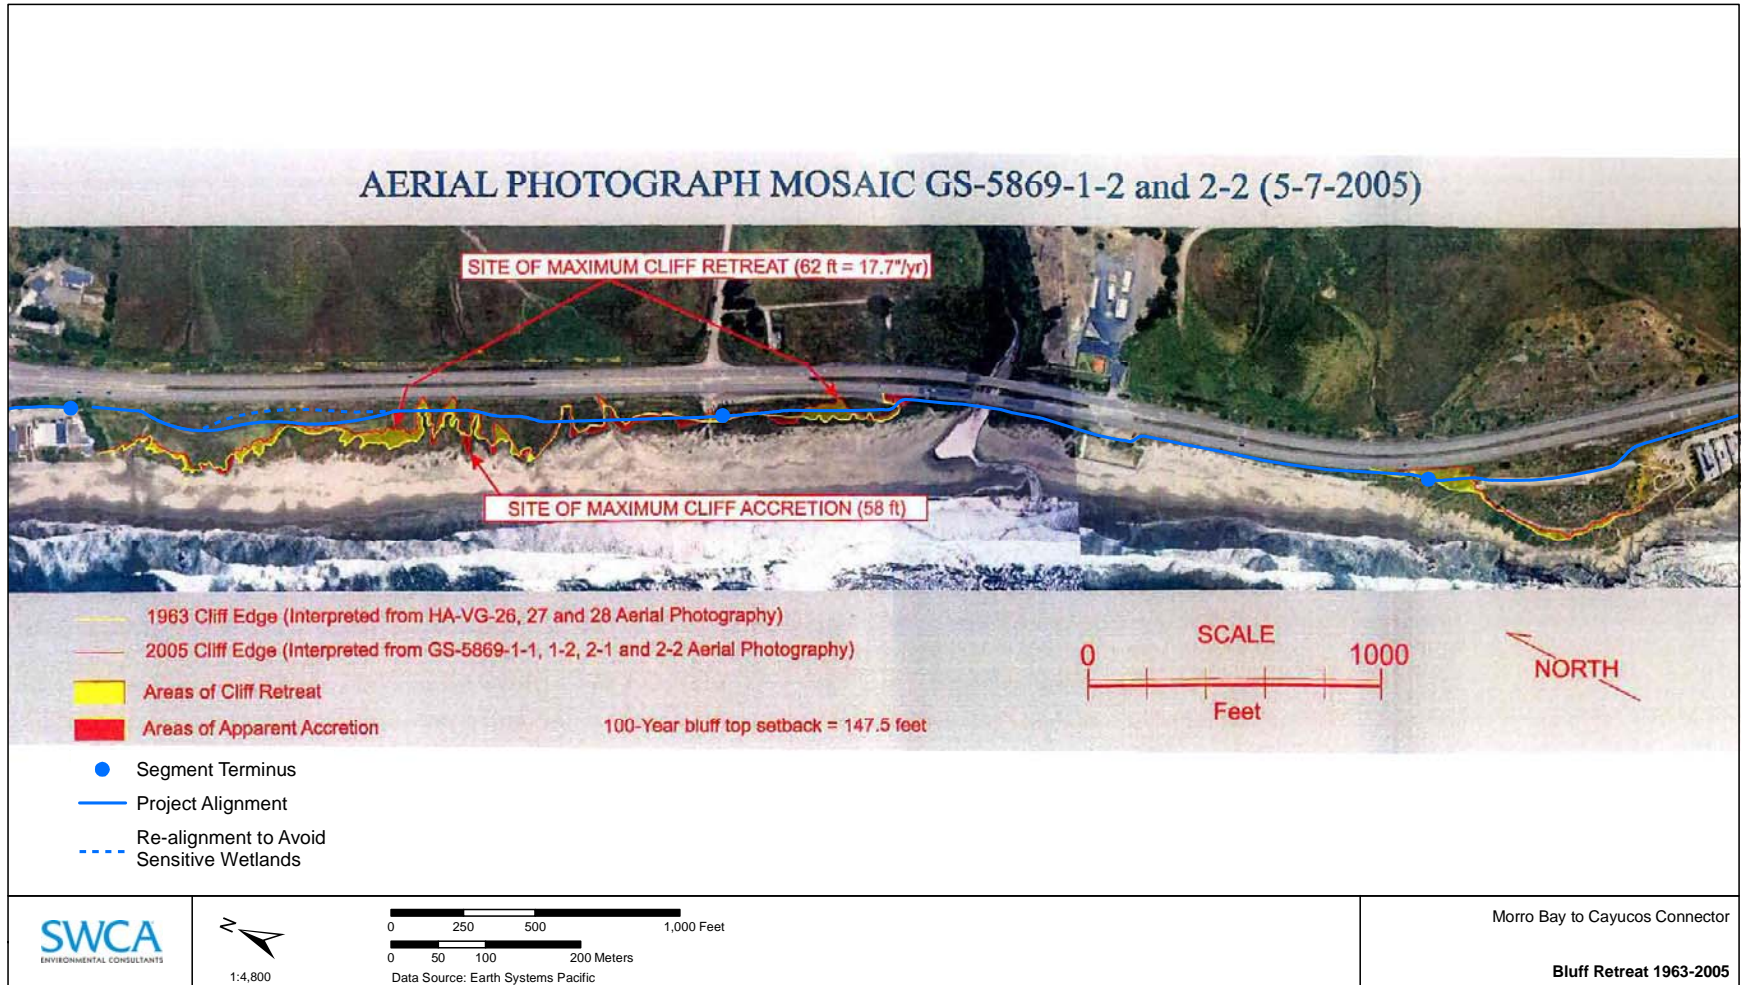 AERIAL PHOTOGRAPH MOSAIC GS-5869-1-2 and 2-2 (5-7-2005)
SITE OF MAXIMUM CLIFF RETREAT (62 ft = 17.7"/yr)
SITE OF MAXIMUM CLIFF ACCRETION (58 ft)
1963 Cliff Edge (Interpreted from HA-VG-26, 27 and 28 Aerial Photography)
2005 Cliff Edge (Interpreted from GS-5869-1-1, 1-2, 2-1 and 2-2 Aerial Photography)
Areas of Cliff Retreat
Areas of Apparent Accretion
100-Year bluff top setback = 147.5 feet
SCALE
0 1000
Feet
NORTH
Segment Terminus
Project Alignment
Re-alignment to Avoid
Sensitive Wetlands
SWCA
ENVIRONMENTAL CONSULTANTS
N
1:4,800
0 250 500 1,000 Feet
0 50 100 200 Meters
Data Source: Earth Systems Pacific
Morro Bay to Cayucos Connector
Bluff Retreat 1963-2005